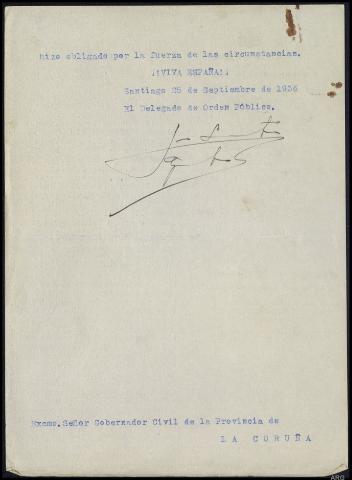 hizo obligado por la fuerza de las circunstancias.
¡¡VIVA ESPAÑA!!
Santiago 25 de Septiembre de 1936
El Delegado de Orden Público.
Excmo. Señor Gobernador Civil de la Provincia de
LA CORUÑA
ARG